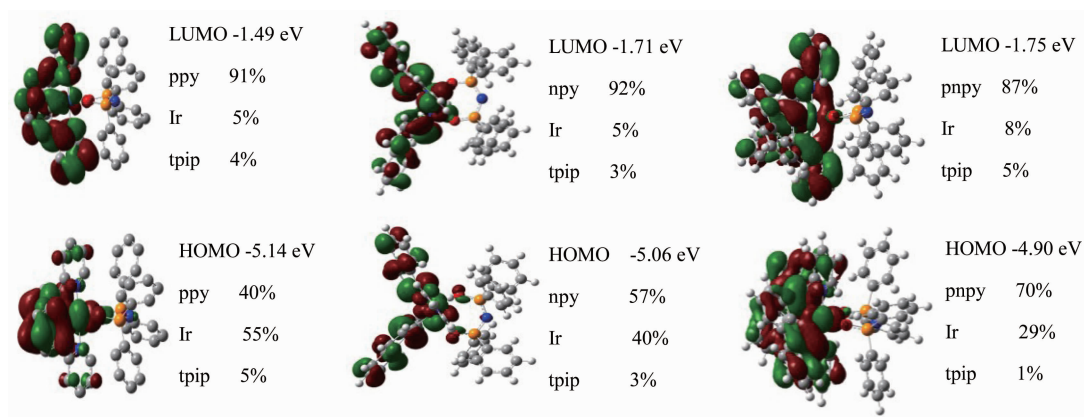 LUMO -1.49 eV
ppy 91%
Ir 5%
tpip 4%
LUMO -1.71 eV
npy 92%
Ir 5%
tpip 3%
LUMO -1.75 eV
pnpy 87%
Ir 8%
tpip 5%
HOMO -5.14 eV
ppy 40%
Ir 55%
tpip 5%
HOMO -5.06 eV
npy 57%
Ir 40%
tpip 3%
HOMO -4.90 eV
pnpy 70%
Ir 29%
tpip 1%